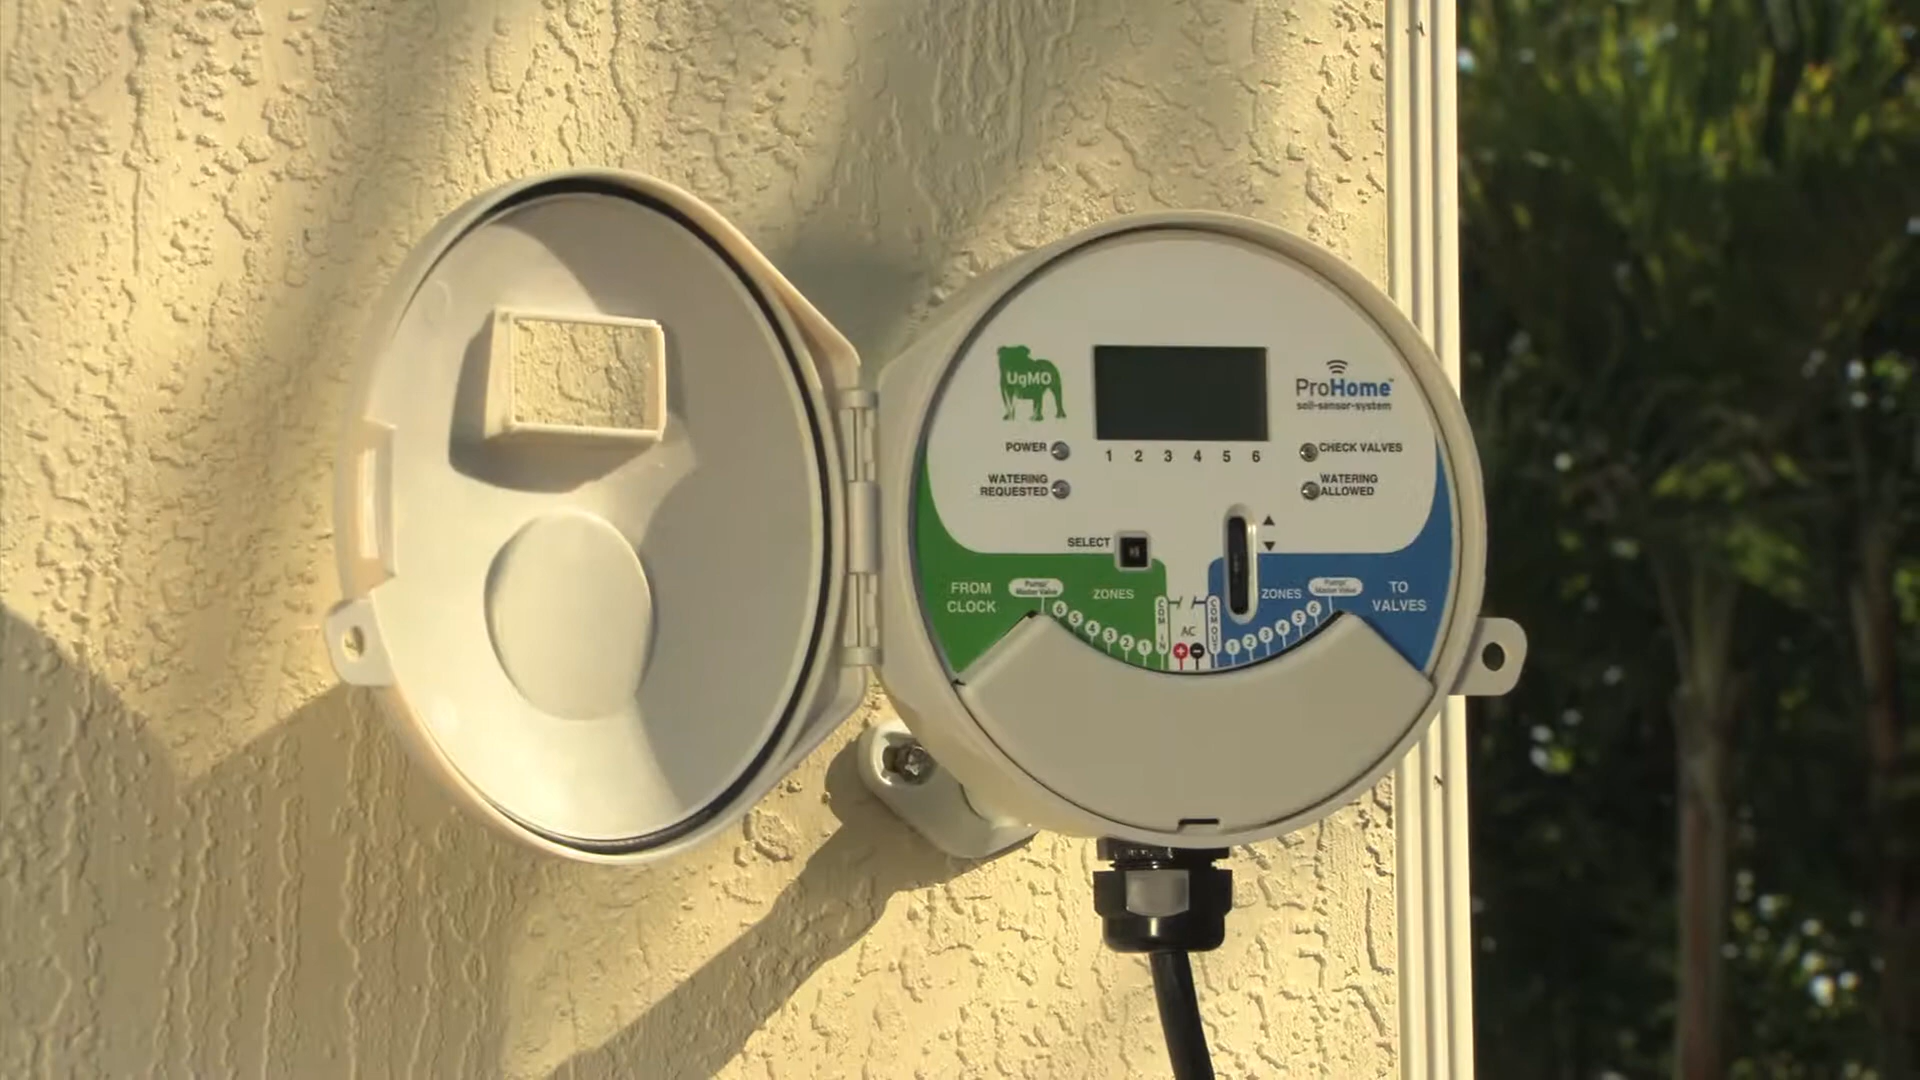 UgMO
ProHome™
soil-sensor-system
POWER
1 2 3 4 5 6
CHECK VALVES
WATERING
REQUESTED
WATERING
ALLOWED
SELECT
FROM
CLOCK
Pump/
Master Valve
ZONES
6
5
4
3
2
1
COM IN
AC
+ -
COM OUT
ZONES
Pump/
Master Valve
1
2
3
4
5
6
TO
VALVES